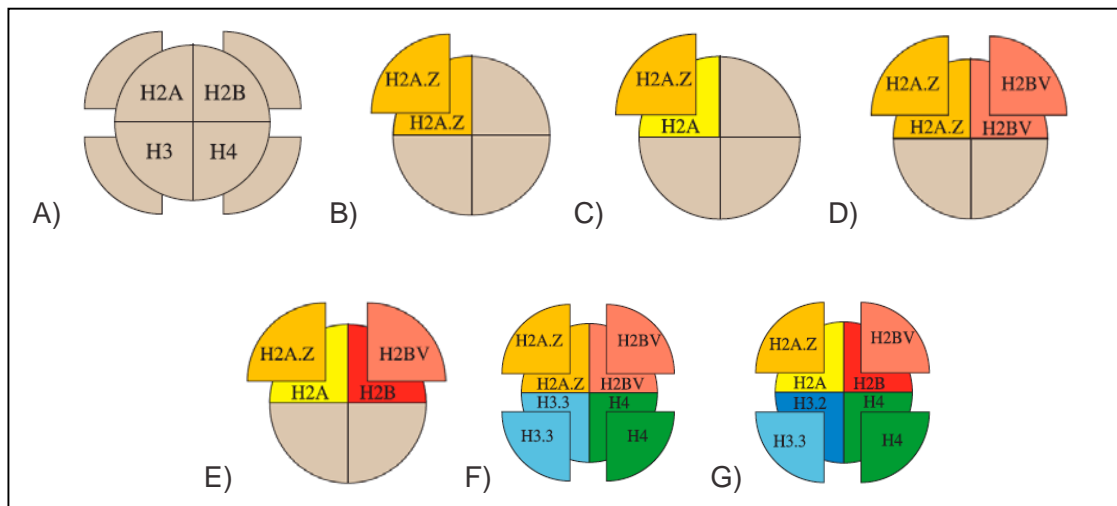 H2A H2B
H3 H4
A)
H2A.Z
H2A.Z
B)
H2A.Z
H2A
C)
H2A.Z H2BV
H2A.Z H2BV
D)
H2A.Z H2BV
H2A H2B
E)
H2A.Z H2BV
H2A.Z H2BV
H3.3 H4
H3.3 H4
F)
H2A.Z H2BV
H2A H2B
H3.2 H4
H3.3 H4
G)